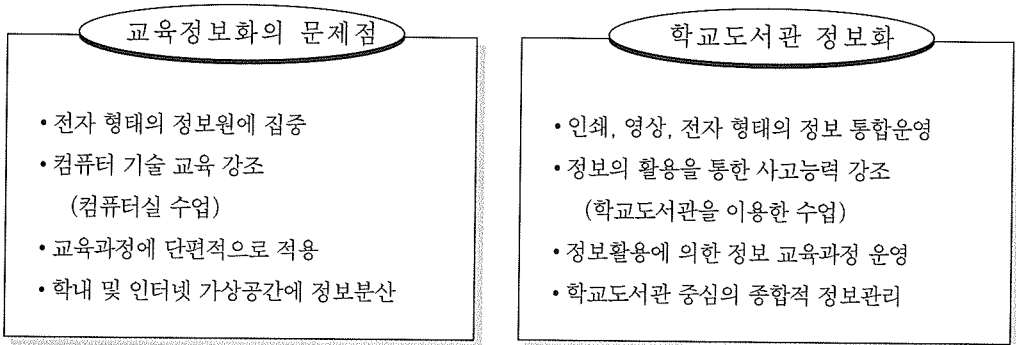 교육정보화의 문제점
• 전자 형태의 정보원에 집중
• 컴퓨터 기술 교육 강조
(컴퓨터실 수업)
• 교육과정에 단편적으로 적용
• 학내 및 인터넷 가상공간에 정보분산
학교도서관 정보화
• 인쇄, 영상, 전자 형태의 정보 통합운영
• 정보의 활용을 통한 사고능력 강조
(학교도서관을 이용한 수업)
• 정보활용에 의한 정보 교육과정 운영
• 학교도서관 중심의 종합적 정보관리